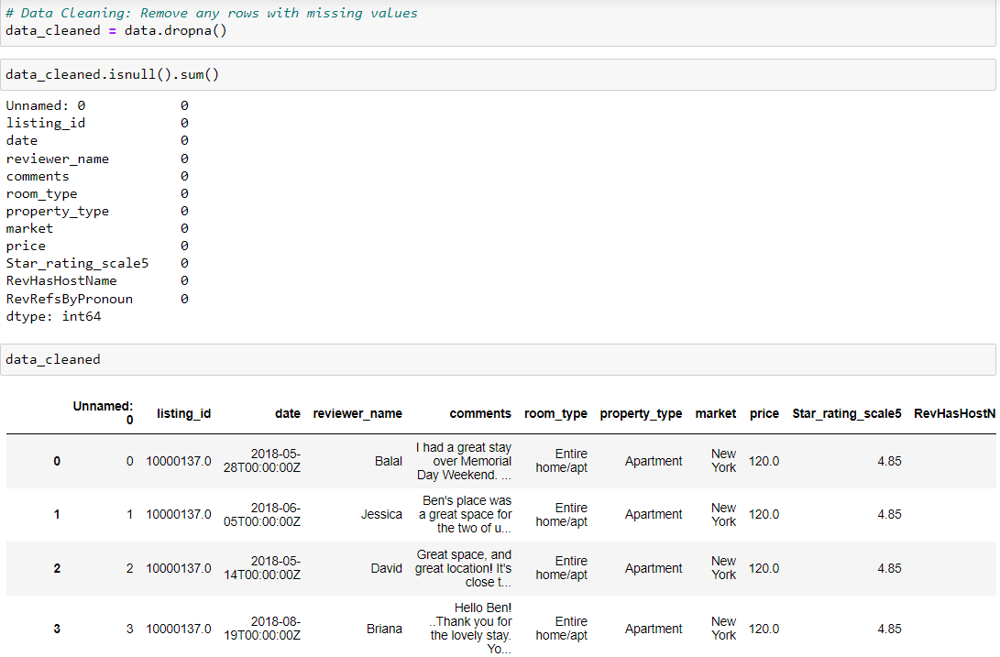 # Data Cleaning: Remove any rows with missing values
data_cleaned = data.dropna()
data_cleaned.isnull().sum()
Unnamed: 0 0
listing_id 0
date 0
reviewer_name 0
comments 0
room_type 0
property_type 0
market 0
price 0
Star_rating_scale5 0
RevHasHostName 0
RevRefsByPronoun 0
dtype: int64
data_cleaned
Unnamed:
0 listing_id date reviewer_name comments room_type property_type market price Star_rating_scale5 RevHasHostN
I had a great stay
2018-05- over Memorial Entire New
0 0 10000137.0 28T00:00:00Z Balal Day Weekend. ... home/apt Apartment York 120.0 4.85
Ben's place was
2018-06- a great space for Entire New
1 1 10000137.0 05T00:00:00Z Jessica the two of u... home/apt Apartment York 120.0 4.85
Great space, and
2018-05- great location! It's Entire New
2 2 10000137.0 14T00:00:00Z David close t... home/apt Apartment York 120.0 4.85
Hello Ben!
2018-08- ..Thank you for Entire New
3 3 10000137.0 19T00:00:00Z Briana the lovely stay. home/apt Apartment York 120.0 4.85
Yo...